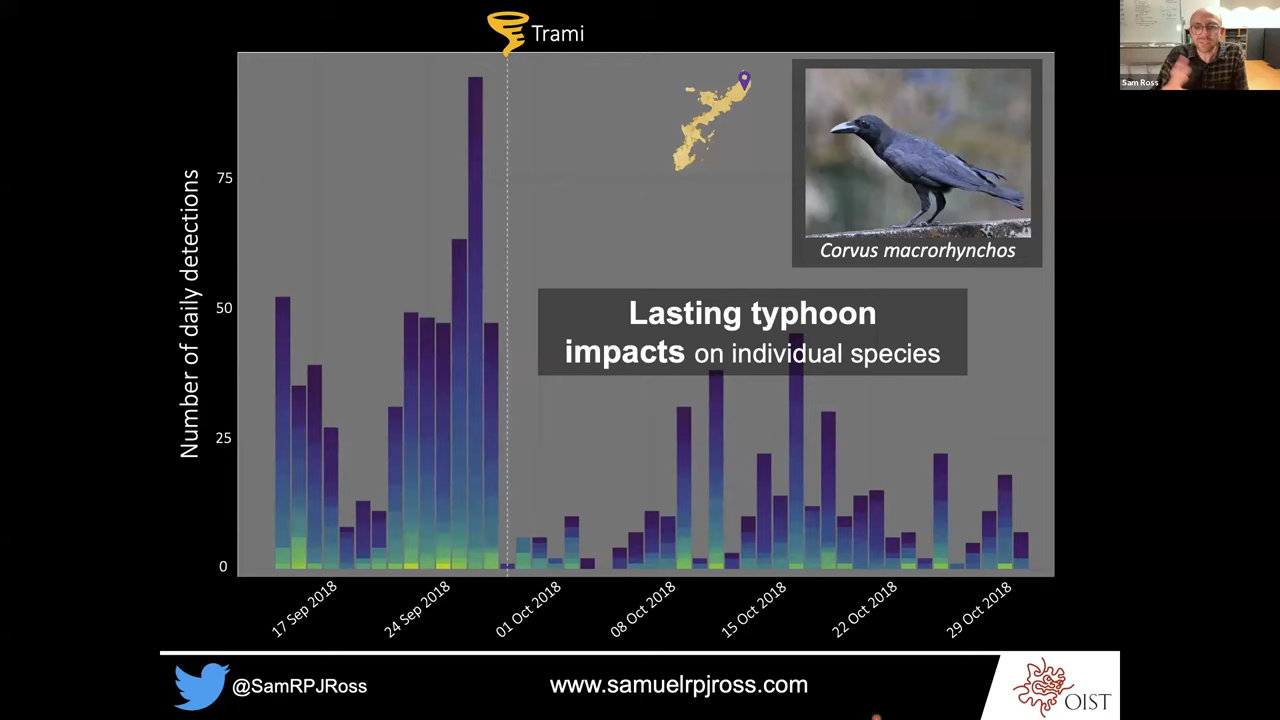 Trami
Sam Ross
75
50
25
0
Number of daily detections
Corvus macrorhynchos
Lasting typhoon
impacts on individual species
17 Sep 2018
24 Sep 2018
01 Oct 2018
08 Oct 2018
15 Oct 2018
22 Oct 2018
29 Oct 2018
@SamRPJRoss
www.samuelrpjross.com
OIST